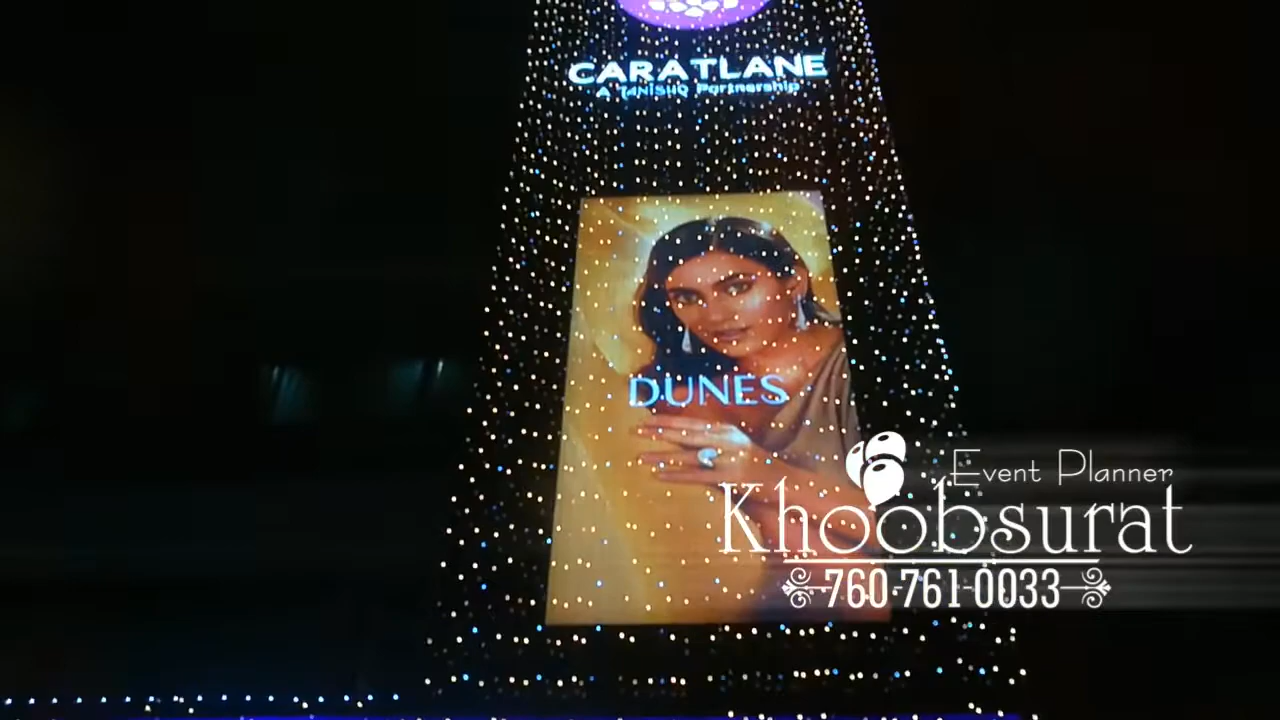 CARATLANE
A TANISHQ Partnership
DUNES
Event Planner
Khoobsurat
760-761-0033